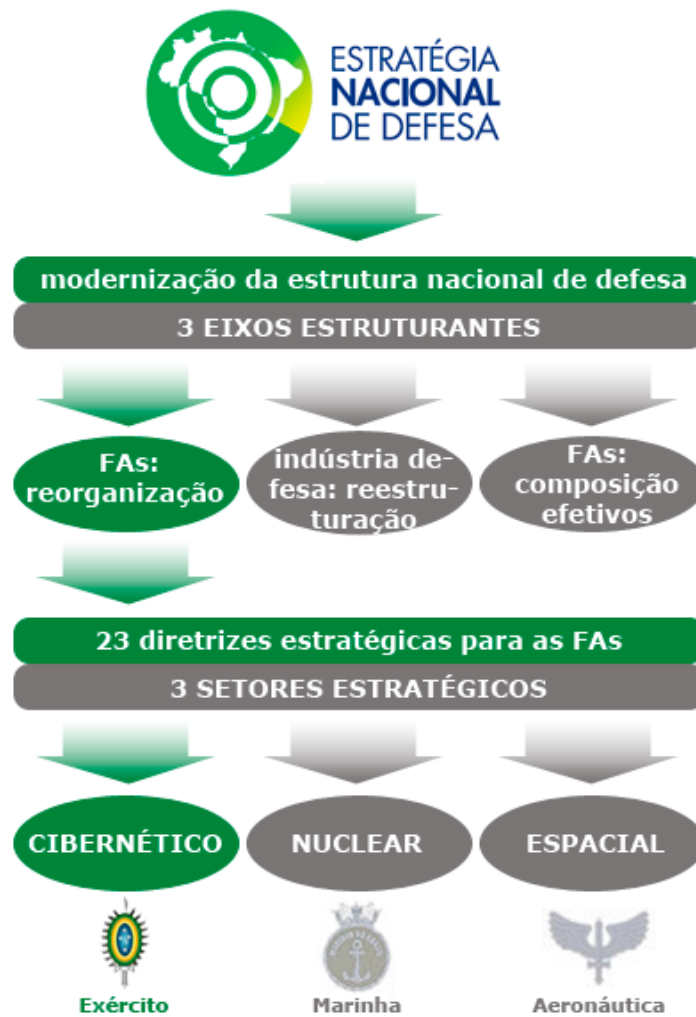 ESTRATÉGIA
NACIONAL
DE DEFESA
modernização da estrutura nacional de defesa
3 EIXOS ESTRUTURANTES
FAs:
reorganização
indústria de-
fesa: reestru-
turação
FAs:
composição
efetivos
23 diretrizes estratégicas para as FAs
3 SETORES ESTRATÉGICOS
CIBERNÉTICO
NUCLEAR
ESPACIAL
Exército
Marinha
Aeronáutica